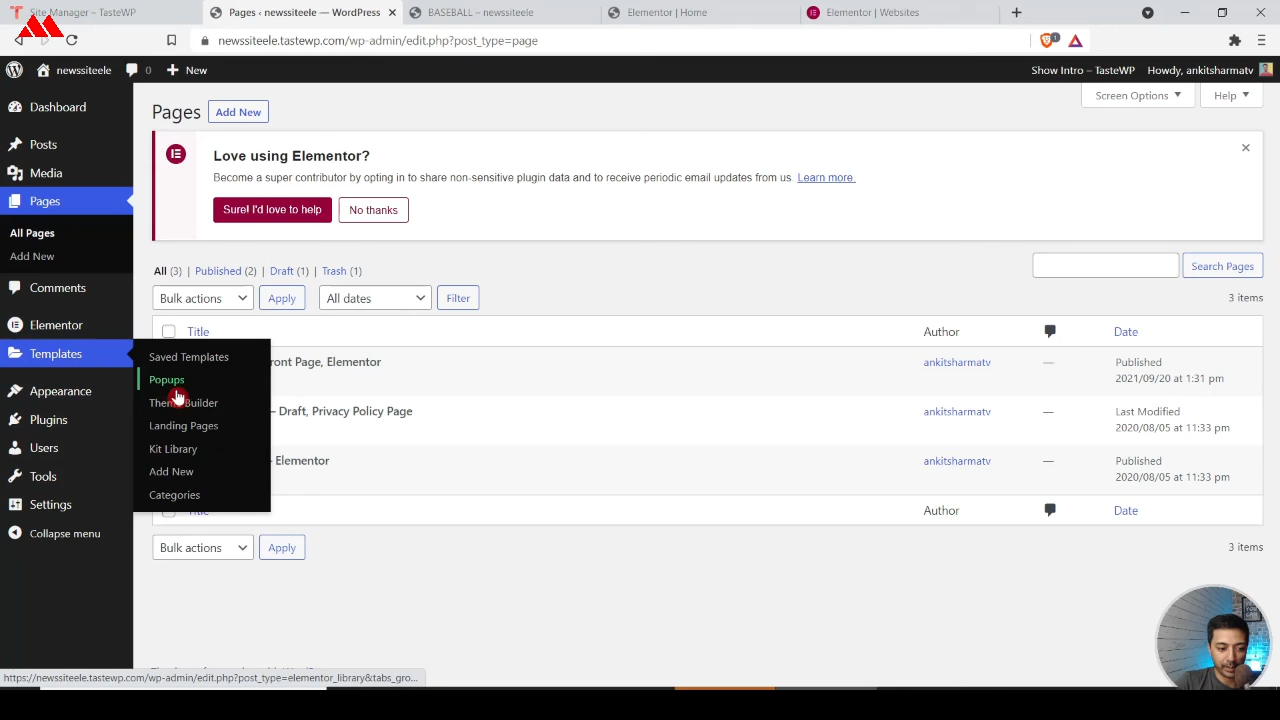 Site Manager – TasteWP
Pages ‹ newssiteele — WordPress
BASEBALL – newssiteele
Elementor | Home
Elementor | Websites
newssiteele.tastewp.com/wp-admin/edit.php?post_type=page
1
newssiteele
0
New
Show Intro – TasteWP
Howdy, ankitsharmatv
Dashboard
Posts
Media
Pages
All Pages
Add New
Comments
Elementor
Templates
Appearance
Plugins
Users
Tools
Settings
Collapse menu
Saved Templates
Popups
Theme Builder
Landing Pages
Kit Library
Add New
Categories
Screen Options
Help
Pages
Add New
Love using Elementor?
Become a super contributor by opting in to share non-sensitive plugin data and to receive periodic email updates from us. Learn more.
Sure! I'd love to help
No thanks
All (3) | Published (2) | Draft (1) | Trash (1)
Search Pages
Bulk actions
Apply
All dates
Filter
3 items
Title
Author
Date
ront Page, Elementor
ankitsharmatv
—
Published
2021/09/20 at 1:31 pm
– Draft, Privacy Policy Page
ankitsharmatv
—
Last Modified
2020/08/05 at 11:33 pm
– Elementor
ankitsharmatv
—
Published
2020/08/05 at 11:33 pm
Title
Author
Date
Bulk actions
Apply
3 items
https://newssiteele.tastewp.com/wp-admin/edit.php?post_type=elementor_library&tabs_gro...